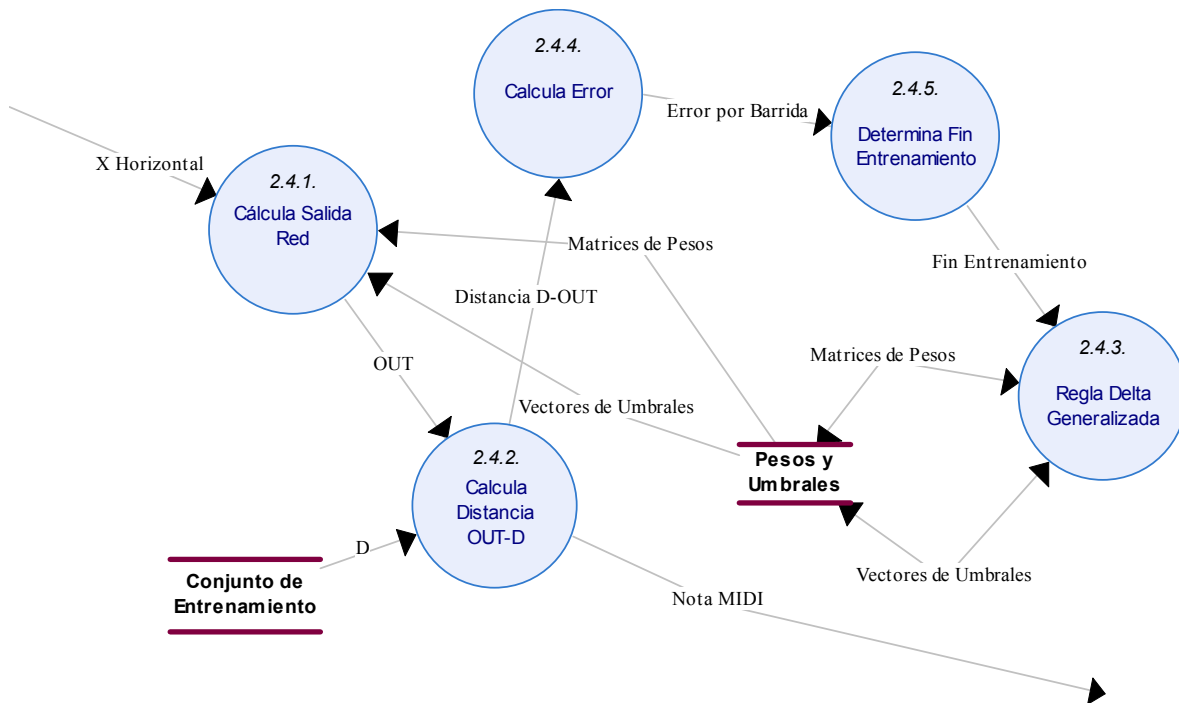 2.4.4.
Calcula Error
Error por Barrida
2.4.5.
Determina Fin
Entrenamiento
X Horizontal
2.4.1.
Cálcula Salida
Red
Matrices de Pesos
Fin Entrenamiento
Distancia D-OUT
OUT
Matrices de Pesos
2.4.3.
Regla Delta
Generalizada
Vectores de Umbrales
2.4.2.
Calcula
Distancia
OUT-D
Pesos y
Umbrales
D
Conjunto de
Entrenamiento
Vectores de Umbrales
Nota MIDI